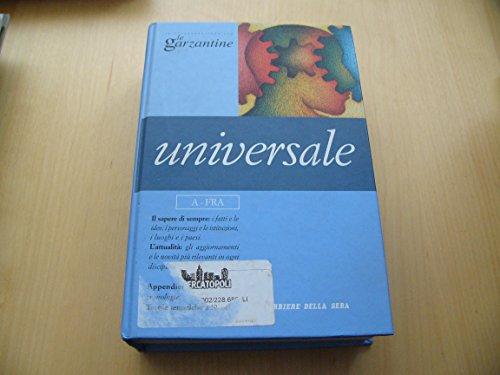 le
garzantine
universale
A - FRA
Il sapere di sempre: i fatti e le
idee, i personaggi e le istituzioni,
i luoghi e i paesi.
L'attualità: gli aggiornamenti
e le novità più rilevanti in ogni
Appendici
MERCATOPOLI
DELLA SERA